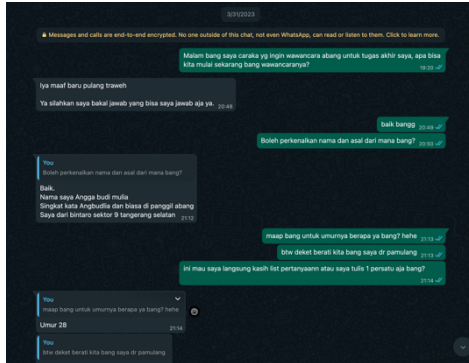 3/31/2023
Messages and calls are end-to-end encrypted. No one outside of this chat, not even WhatsApp, can read or listen to them. Click to learn more.
Malam bang saya caraka yg ingin wawancara abang untuk tugas akhir saya, apa bisa
kita mulai sekarang bang wawancaranya?
19:20
Iya maaf baru pulang traweh
Ya silahkan saya bakal jawab yang bisa saya jawab aja ya.
20:48
baik bangg
20:49
Boleh perkenalkan nama dan asal dari mana bang?
20:50
You
Boleh perkenalkan nama dan asal dari mana bang?
Baik.
Nama saya Angga budi mulia
Singkat kata Angbudlia dan biasa di panggil abang
Saya dari bintaro sektor 9 tangerang selatan
21:12
maap bang untuk umurnya berapa ya bang? hehe
21:13
btw deket berati kita bang saya dr pamulang
21:13
ini mau saya langsung kasih list pertanyaann atau saya tulis 1 persatu aja bang?
21:14
You
maap bang untuk umurnya berapa ya bang? hehe
Umur 28
21:14
You
btw deket berati kita bang saya dr pamulang